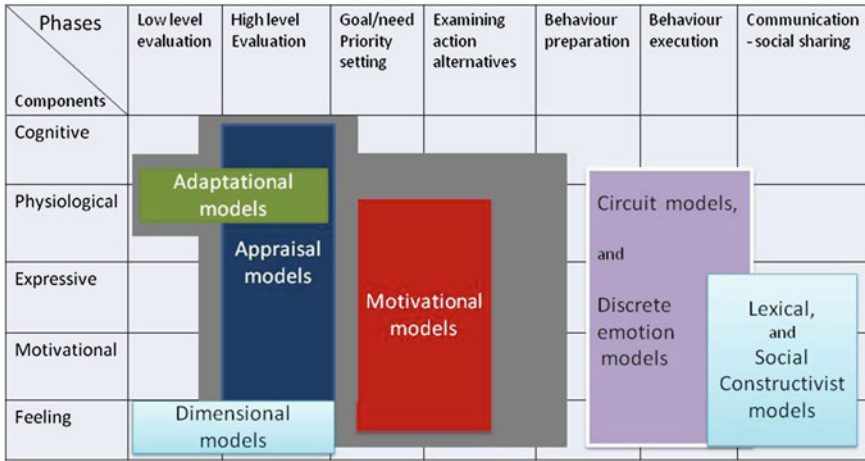 Phases
Components
Low level
evaluation
High level
Evaluation
Goal/need
Priority
setting
Examining
action
alternatives
Behaviour
preparation
Behaviour
execution
Communication
- social sharing
Cognitive
Physiological
Expressive
Motivational
Feeling
Adaptational
models
Appraisal
models
Dimensional
models
Motivational
models
Circuit models,
and
Discrete
emotion
models
Lexical,
and
Social
Constructivist
models